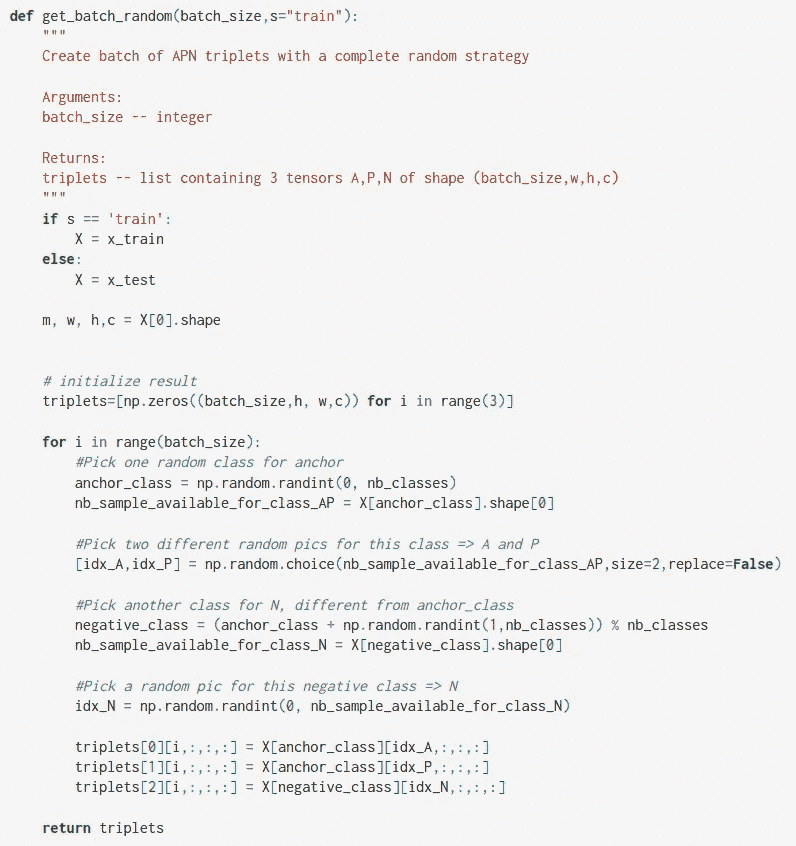 def get_batch_random(batch_size,s="train"):
    """
    Create batch of APN triplets with a complete random strategy

    Arguments:
    batch_size -- integer

    Returns:
    triplets -- list containing 3 tensors A,P,N of shape (batch_size,w,h,c)
    """
    if s == 'train':
        X = x_train
    else:
        X = x_test

    m, w, h,c = X[0].shape


    # initialize result
    triplets=[np.zeros((batch_size,h, w,c)) for i in range(3)]

    for i in range(batch_size):
        #Pick one random class for anchor
        anchor_class = np.random.randint(0, nb_classes)
        nb_sample_available_for_class_AP = X[anchor_class].shape[0]

        #Pick two different random pics for this class => A and P
        [idx_A,idx_P] = np.random.choice(nb_sample_available_for_class_AP,size=2,replace=False)

        #Pick another class for N, different from anchor_class
        negative_class = (anchor_class + np.random.randint(1,nb_classes)) % nb_classes
        nb_sample_available_for_class_N = X[negative_class].shape[0]

        #Pick a random pic for this negative class => N
        idx_N = np.random.randint(0, nb_sample_available_for_class_N)

        triplets[0][i,:,:,:] = X[anchor_class][idx_A,:,:,:]
        triplets[1][i,:,:,:] = X[anchor_class][idx_P,:,:,:]
        triplets[2][i,:,:,:] = X[negative_class][idx_N,:,:,:]

    return triplets